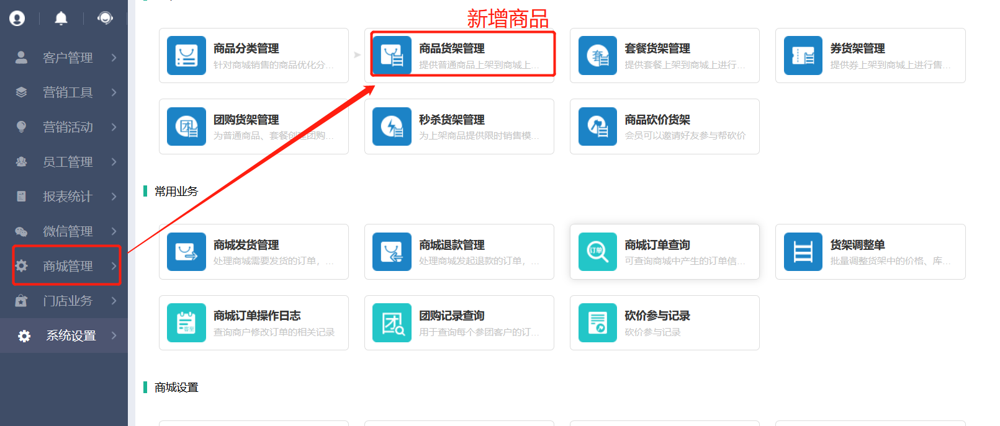 新增商品
客户管理
营销工具
营销活动
员工管理
报表统计
微信管理
商城管理
门店业务
系统设置
商品分类管理
针对商城销售的商品优化分...
商品货架管理
提供普通商品上架到商城上...
套
套餐货架管理
提供套餐上架到商城上进行...
券货架管理
提供券上架到商城上进行售...
团
团购货架管理
为普通商品、套餐创建团购...
秒杀货架管理
为上架商品提供限时销售模...
商品砍价货架
会员可以邀请好友参与帮砍价
常用业务
商城发货管理
处理商城需要发货的订单，...
商城退款管理
处理商城发起退款的订单，...
订单
商城订单查询
可查询商城中产生的订单信...
货架调整单
批量调整货架中的价格、库...
商城订单操作日志
查询商户修改订单的相关记录
团
团购记录查询
用于查询每个参团客户的订...
砍价参与记录
砍价参与记录
商城设置